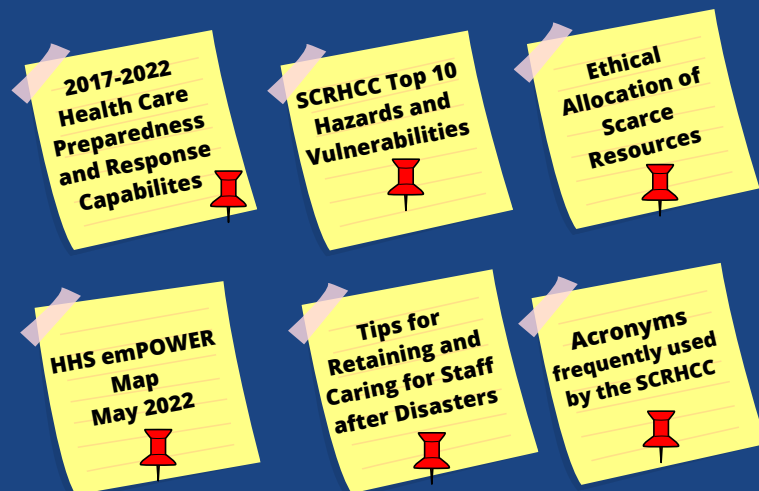 2017-2022
Health Care
Preparedness
and Response
Capabilites
SCRHCC Top 10
Hazards and
Vulnerabilities
Ethical
Allocation of
Scarce
Resources
HHS emPOWER
Map
May 2022
Tips for
Retaining and
Caring for Staff
after Disasters
Acronyms
frequently used
by the SCRHCC